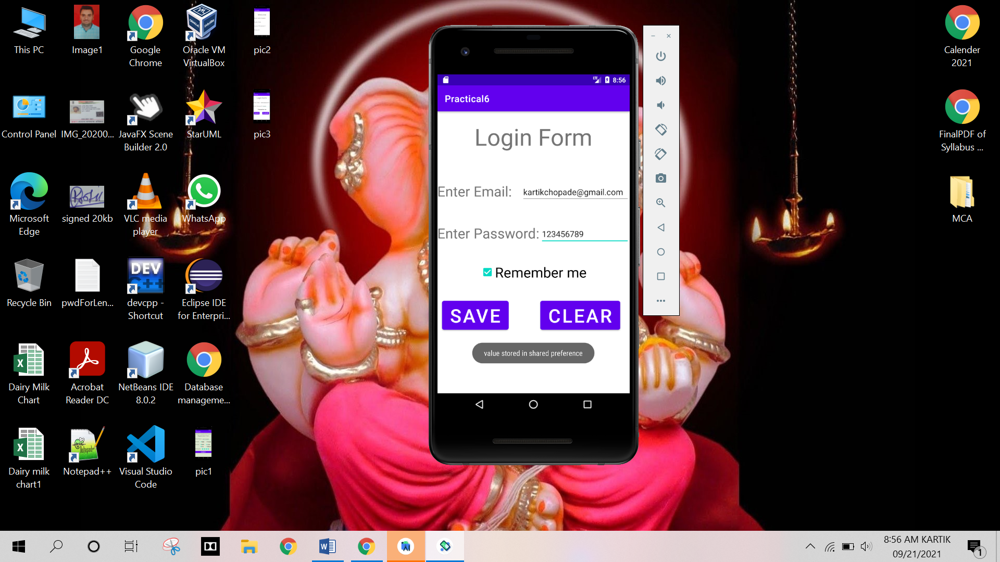 This PC
Image1
Google
Chrome
Oracle VM
VirtualBox
pic2
Control Panel
IMG_20200...
JavaFX Scene
Builder 2.0
StarUML
pic3
Microsoft
Edge
signed 20kb
VLC media
player
WhatsApp
Recycle Bin
pwdForLen...
DEV
C++
devcpp -
Shortcut
Eclipse IDE
for Enterpri...
Dairy Milk
Chart
Acrobat
Reader DC
NetBeans IDE
8.0.2
Database
manageme...
Dairy milk
chart1
Notepad++
Visual Studio
Code
pic1
LTE 8:56
Practical6
Login Form
Enter Email: kartikchopade@gmail.com
Enter Password: 123456789
Remember me
SAVE CLEAR
value stored in shared preference
Calender
2021
FinalPDF of
Syllabus ...
MCA
8:56 AM KARTIK
09/21/2021
1